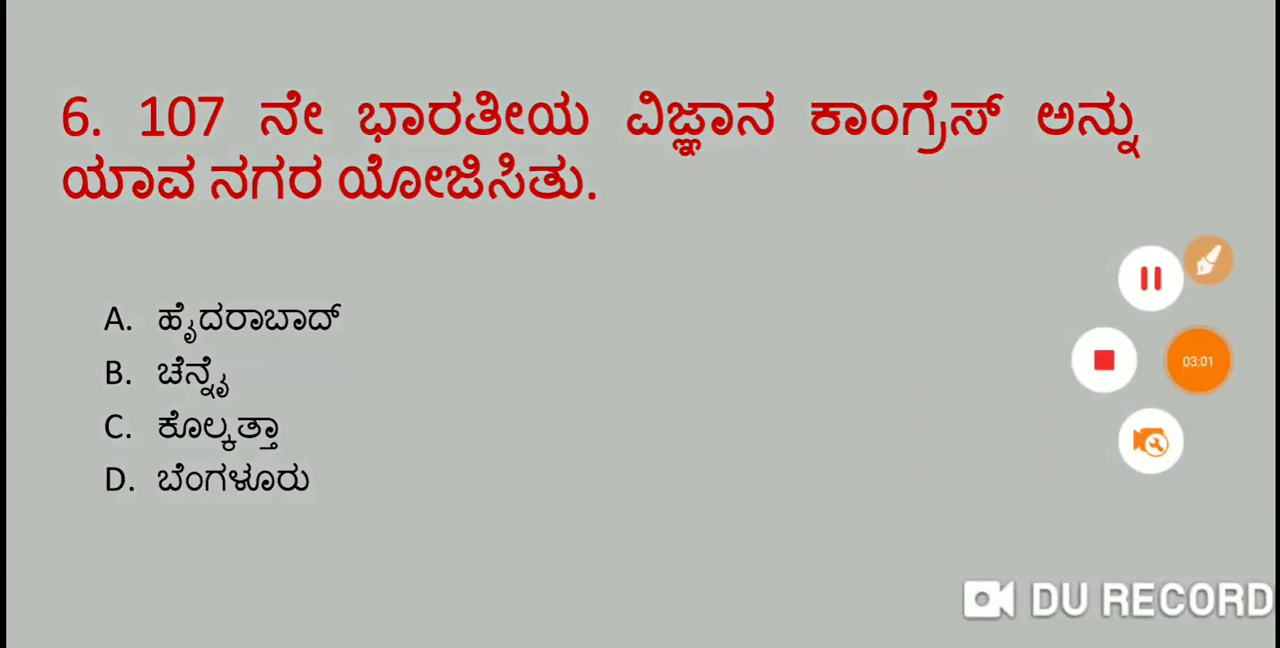 6. 107 ನೇ ಭಾರತೀಯ ವಿಜ್ಞಾನ ಕಾಂಗ್ರೆಸ್ ಅನ್ನು
ಯಾವ ನಗರ ಯೋಜಿಸಿತು.
A. ಹೈದರಾಬಾದ್
B. ಚೆನ್ನೈ
C. ಕೊಲ್ಕತ್ತಾ
D. ಬೆಂಗಳೂರು
03:01
DU RECORD